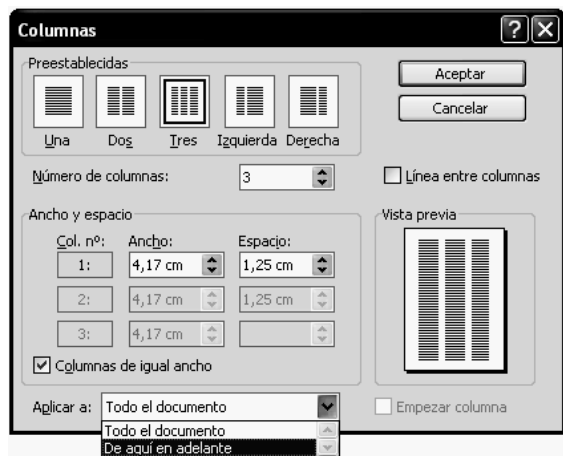 Columnas
Preestablecidas
Una Dos Tres Izquierda Derecha
Aceptar
Cancelar
Número de columnas: 3
Línea entre columnas
Ancho y espacio
Col. nº: Ancho: Espacio:
1: 4,17 cm 1,25 cm
2: 4,17 cm 1,25 cm
3: 4,17 cm
Columnas de igual ancho
Vista previa
Aplicar a: Todo el documento
Empezar columna
Todo el documento
De aquí en adelante